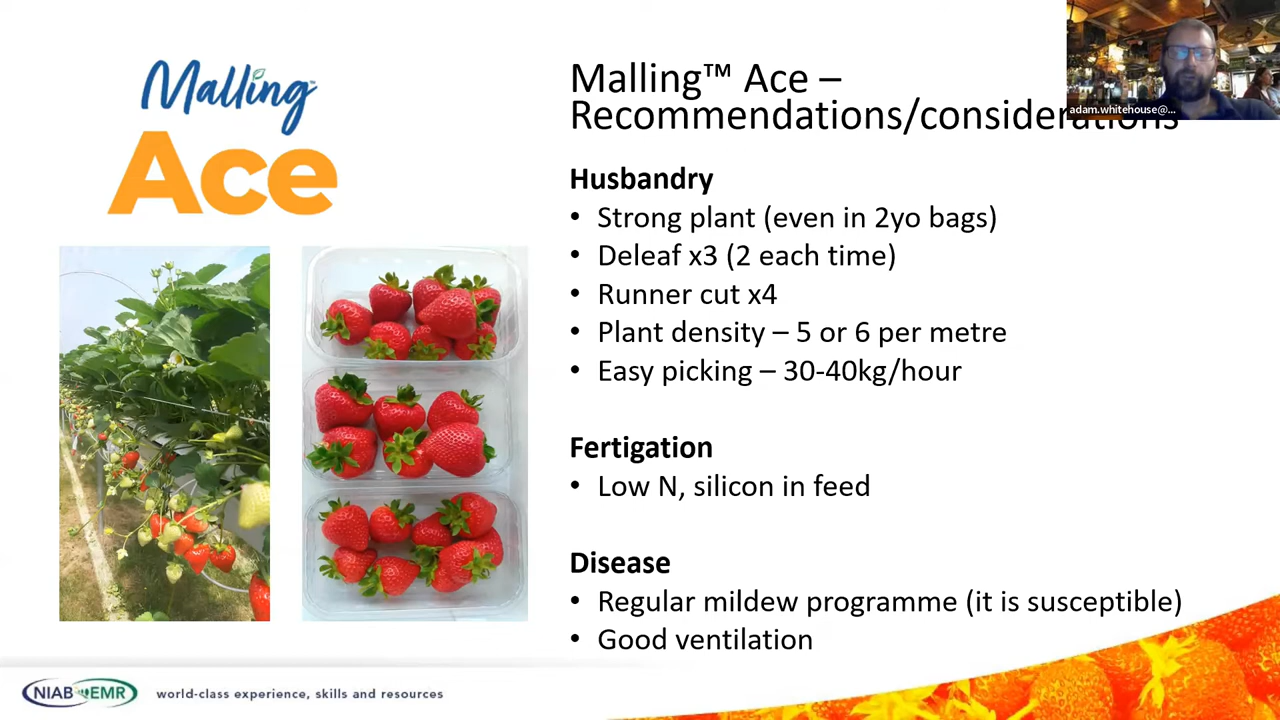 Malling™
Ace
Malling™ Ace –
Recommendations/considerations
adam.whitehouse@...
Husbandry
• Strong plant (even in 2yo bags)
• Deleaf x3 (2 each time)
• Runner cut x4
• Plant density – 5 or 6 per metre
• Easy picking – 30-40kg/hour
Fertigation
• Low N, silicon in feed
Disease
• Regular mildew programme (it is susceptible)
• Good ventilation
NIAB EMR
world-class experience, skills and resources